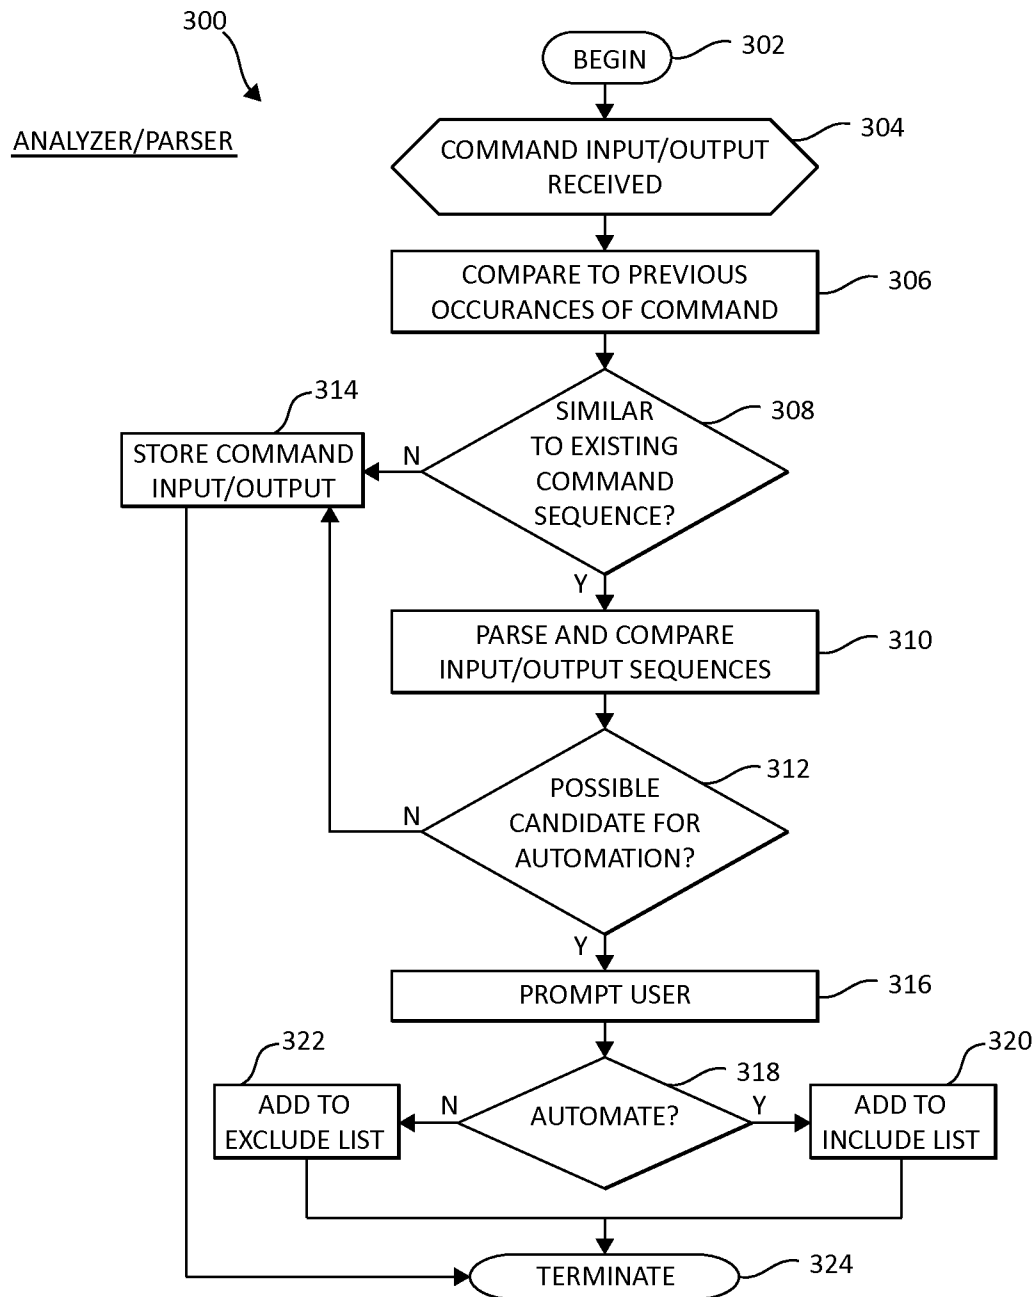 300
ANALYZER/PARSER
BEGIN
302
COMMAND INPUT/OUTPUT
RECEIVED
304
COMPARE TO PREVIOUS
OCCURANCES OF COMMAND
306
SIMILAR
TO EXISTING
COMMAND
SEQUENCE?
308
N
Y
314
STORE COMMAND
INPUT/OUTPUT
PARSE AND COMPARE
INPUT/OUTPUT SEQUENCES
310
POSSIBLE
CANDIDATE FOR
AUTOMATION?
312
N
Y
PROMPT USER
316
AUTOMATE?
318
N
Y
322
ADD TO
EXCLUDE LIST
320
ADD TO
INCLUDE LIST
TERMINATE
324